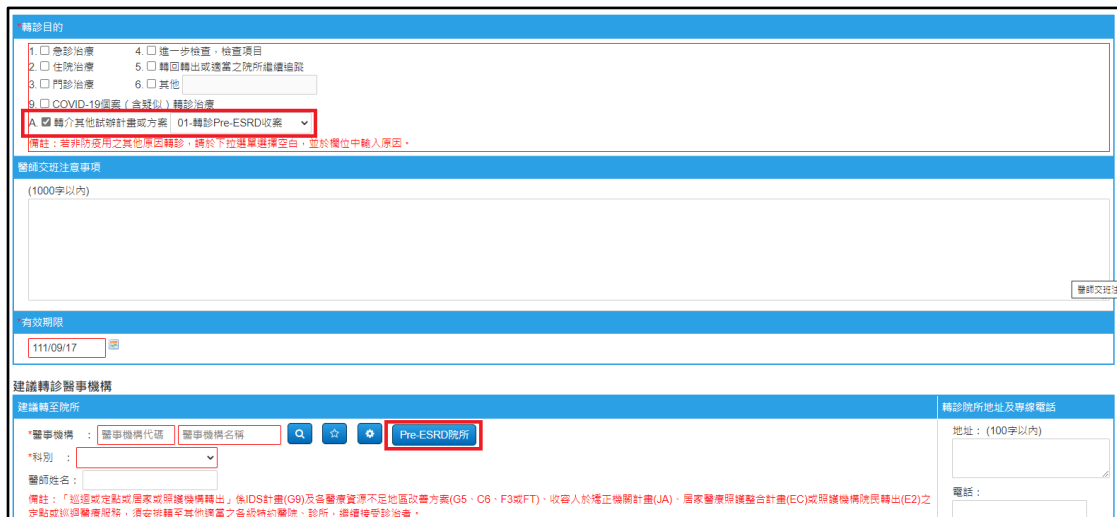 *轉診目的
1. 急診治療 4. 進一步檢查，檢查項目
2. 住院治療 5. 轉回轉出或適當之院所繼續追蹤
3. 門診治療 6. 其他
9. COVID-19個案（含疑似）轉診治療
A. 轉介其他試辦計畫或方案 01-轉診Pre-ESRD收案
備註：若非防疫用之其他原因轉診，請於下拉選單選擇空白，並於欄位中輸入原因。
醫師交班注意事項
(1000字以內)
醫師交班注
*有效期限
111/09/17
建議轉診醫事機構
建議轉至院所 轉診院所地址及專線電話
*醫事機構 ： 醫事機構代碼 醫事機構名稱 Pre-ESRD院所 地址： (100字以內)
*科別 ：
醫師姓名：
備註：「巡迴或定點或居家或照護機構轉出」係IDS計畫(G9)及各醫療資源不足地區改善方案(G5、C6、F3或FT)、收容人於矯正機關計畫(JA)、居家醫療照護整合計畫(EC)或照護機構院民轉出(E2)之 電話：
定點或巡迴醫療服務，須安排轉至其他適當之各級特約醫院、診所，繼續接受診治者。